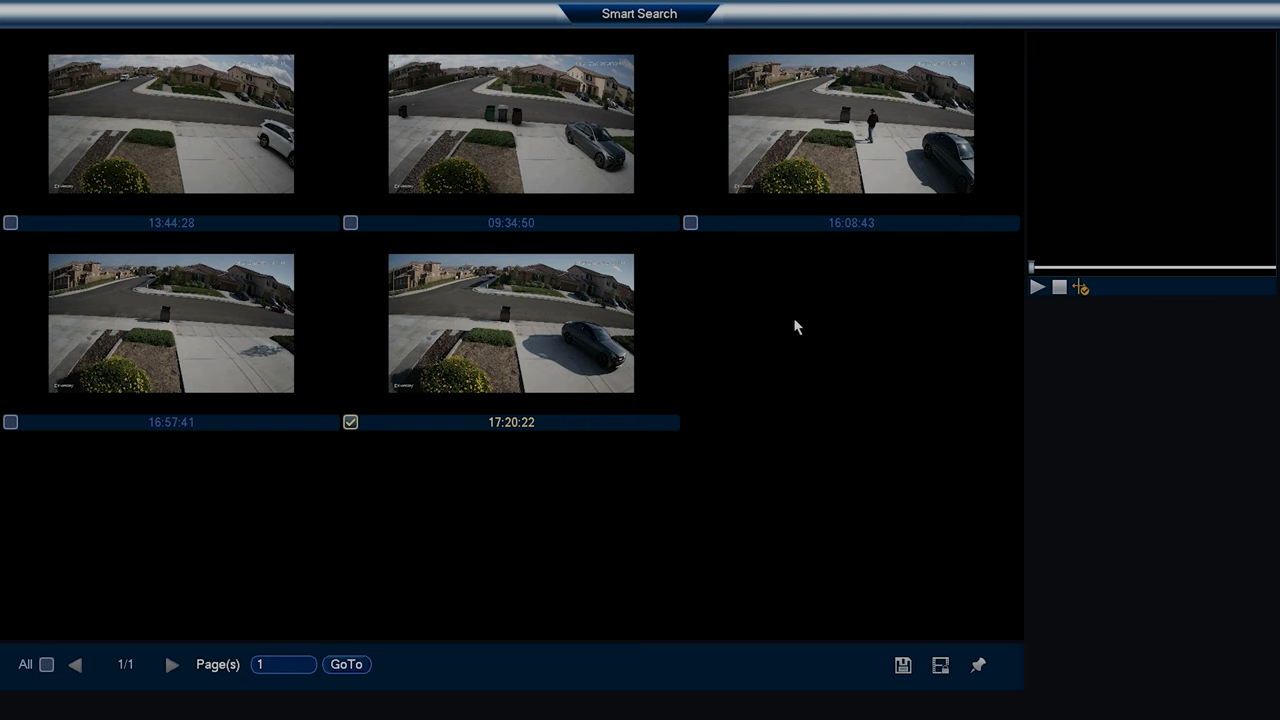 Smart Search
13:44:28
09:34:50
16:08:43
16:57:41
17:20:22
All
1/1
Page(s)
1
GoTo